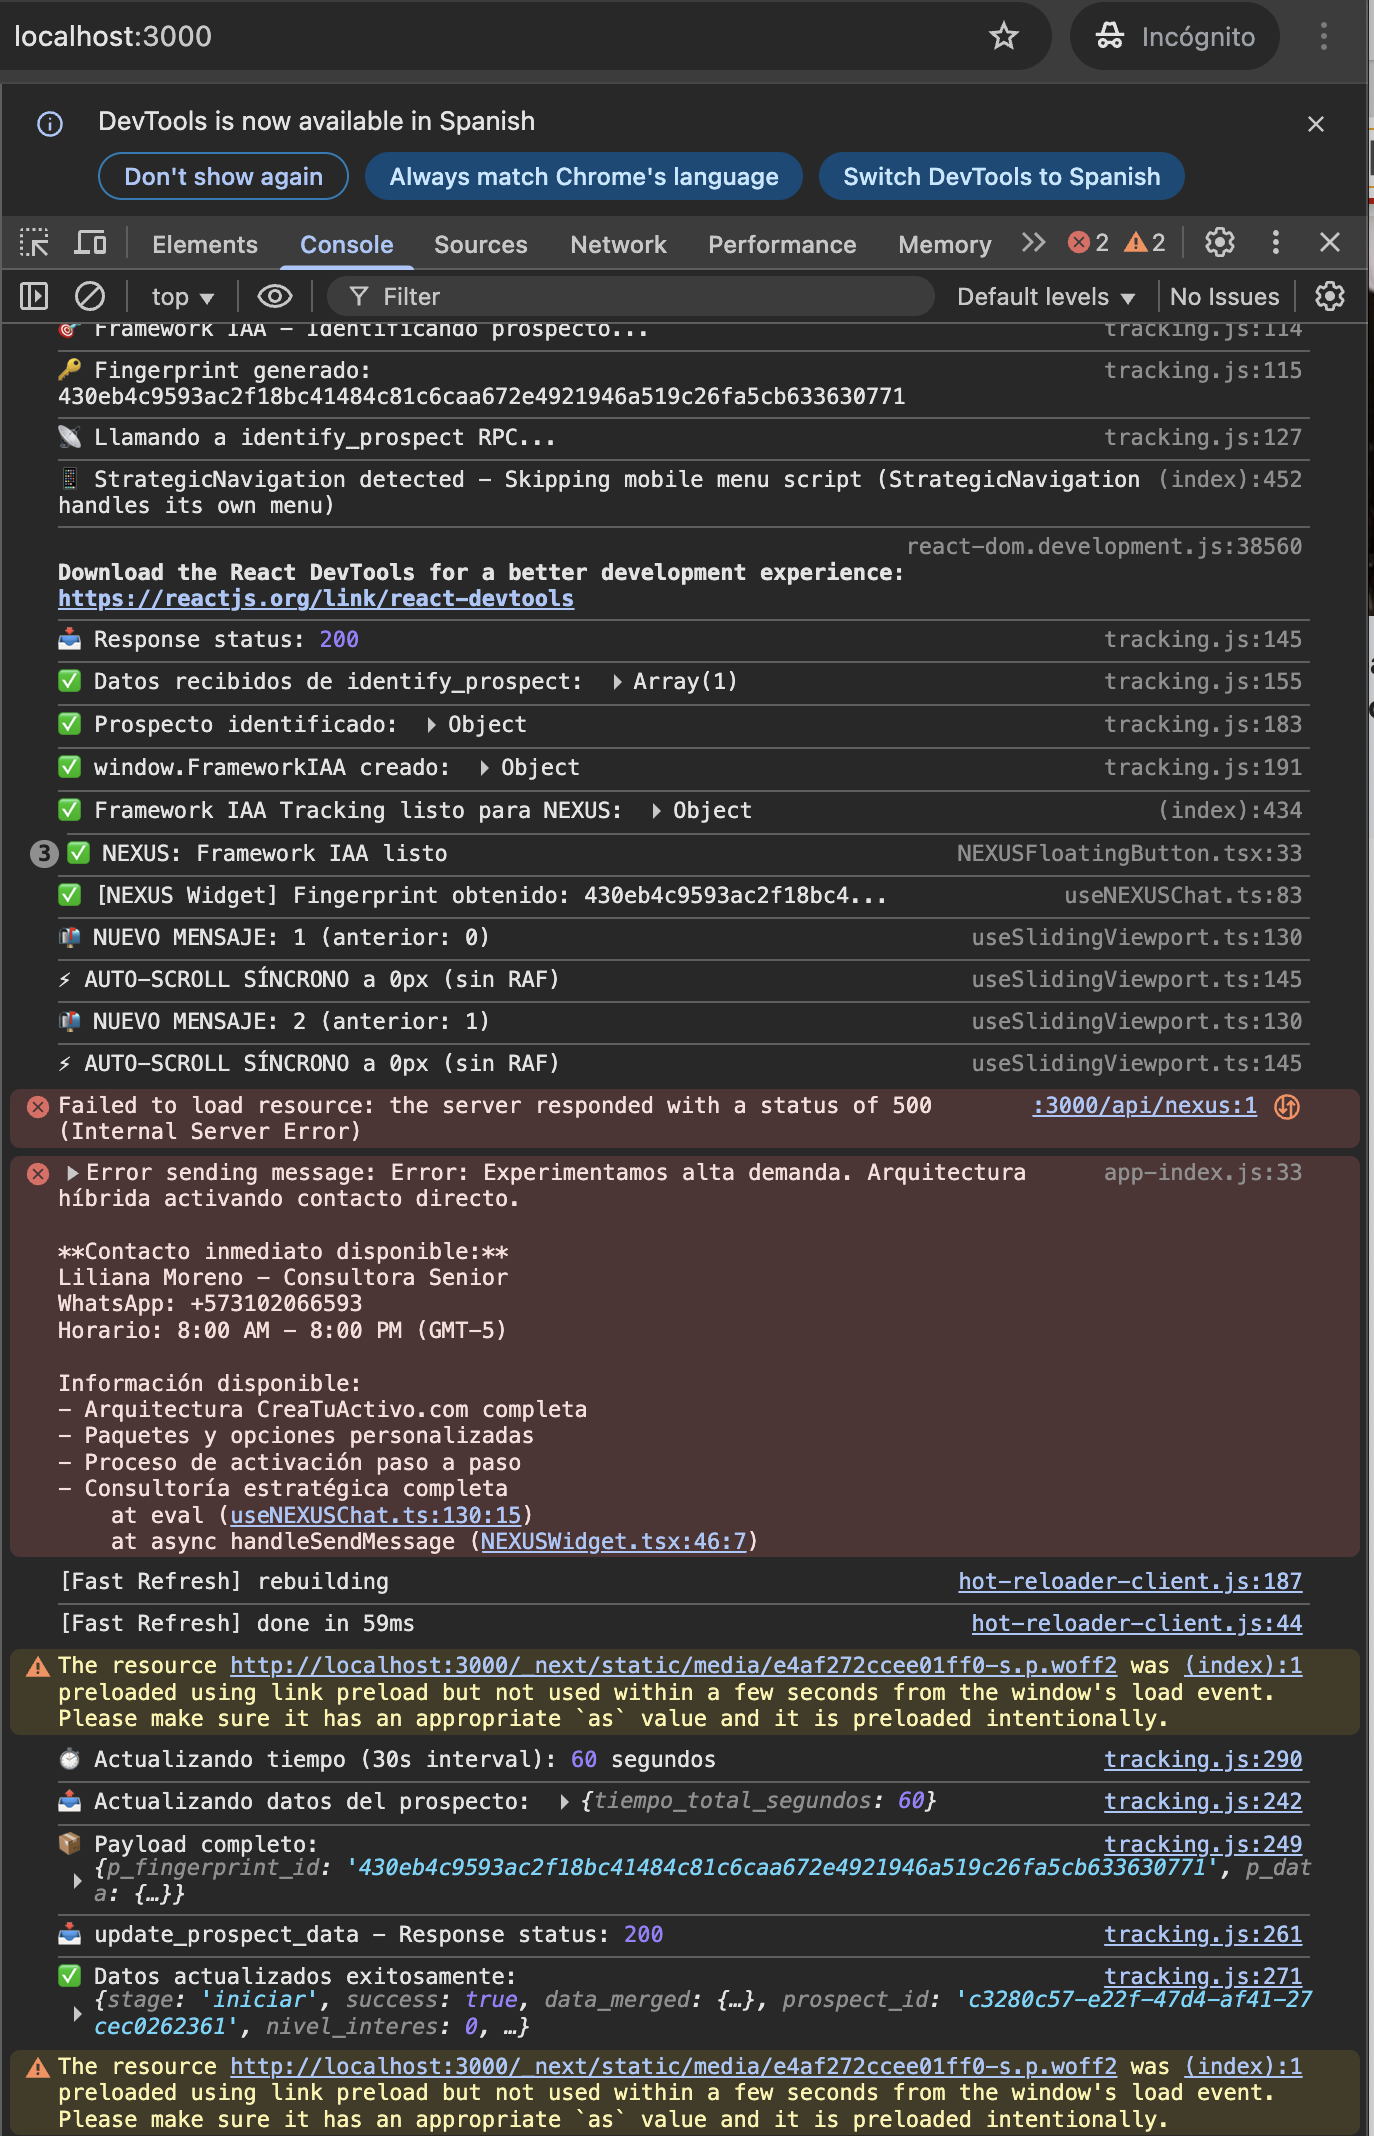 localhost:3000
Incógnito
DevTools is now available in Spanish
Don't show again
Always match Chrome's language
Switch DevTools to Spanish
Elements Console Sources Network Performance Memory 2 2
top Filter Default levels No Issues
Framework IAA - Identificando prospecto... tracking.js:114
Fingerprint generado: tracking.js:115
430eb4c9593ac2f18bc41484c81c6caa672e4921946a519c26fa5cb633630771
Llamando a identify_prospect RPC... tracking.js:127
StrategicNavigation detected - Skipping mobile menu script (StrategicNavigation (index):452
handles its own menu)
react-dom.development.js:38560
Download the React DevTools for a better development experience:
https://reactjs.org/link/react-devtools
Response status: 200 tracking.js:145
Datos recibidos de identify_prospect: Array(1) tracking.js:155
Prospecto identificado: Object tracking.js:183
window.FrameworkIAA creado: Object tracking.js:191
Framework IAA Tracking listo para NEXUS: Object (index):434
3 NEXUS: Framework IAA listo NEXUSFloatingButton.tsx:33
[NEXUS Widget] Fingerprint obtenido: 430eb4c9593ac2f18bc4... useNEXUSChat.ts:83
NUEVO MENSAJE: 1 (anterior: 0) useSlidingViewport.ts:130
AUTO-SCROLL SÍNCRONO a 0px (sin RAF) useSlidingViewport.ts:145
NUEVO MENSAJE: 2 (anterior: 1) useSlidingViewport.ts:130
AUTO-SCROLL SÍNCRONO a 0px (sin RAF) useSlidingViewport.ts:145
Failed to load resource: the server responded with a status of 500 :3000/api/nexus:1
(Internal Server Error)
Error sending message: Error: Experimentamos alta demanda. Arquitectura app-index.js:33
híbrida activando contacto directo.
**Contacto inmediato disponible:**
Liliana Moreno - Consultora Senior
WhatsApp: +573102066593
Horario: 8:00 AM - 8:00 PM (GMT-5)
Información disponible:
- Arquitectura CreaTuActivo.com completa
- Paquetes y opciones personalizadas
- Proceso de activación paso a paso
- Consultoría estratégica completa
at eval (useNEXUSChat.ts:130:15)
at async handleSendMessage (NEXUSWidget.tsx:46:7)
[Fast Refresh] rebuilding hot-reloader-client.js:187
[Fast Refresh] done in 59ms hot-reloader-client.js:44
The resource http://localhost:3000/_next/static/media/e4af272ccee01ff0-s.p.woff2 was (index):1
preloaded using link preload but not used within a few seconds from the window's load event.
Please make sure it has an appropriate `as` value and it is preloaded intentionally.
Actualizando tiempo (30s interval): 60 segundos tracking.js:290
Actualizando datos del prospecto: {tiempo_total_segundos: 60} tracking.js:242
Payload completo: tracking.js:249
{p_fingerprint_id: '430eb4c9593ac2f18bc41484c81c6caa672e4921946a519c26fa5cb633630771', p_dat
a: {…}}
update_prospect_data - Response status: 200 tracking.js:261
Datos actualizados exitosamente: tracking.js:271
{stage: 'iniciar', success: true, data_merged: {…}, prospect_id: 'c3280c57-e22f-47d4-af41-27
cec0262361', nivel_interes: 0, …}
The resource http://localhost:3000/_next/static/media/e4af272ccee01ff0-s.p.woff2 was (index):1
preloaded using link preload but not used within a few seconds from the window's load event.
Please make sure it has an appropriate `as` value and it is preloaded intentionally.